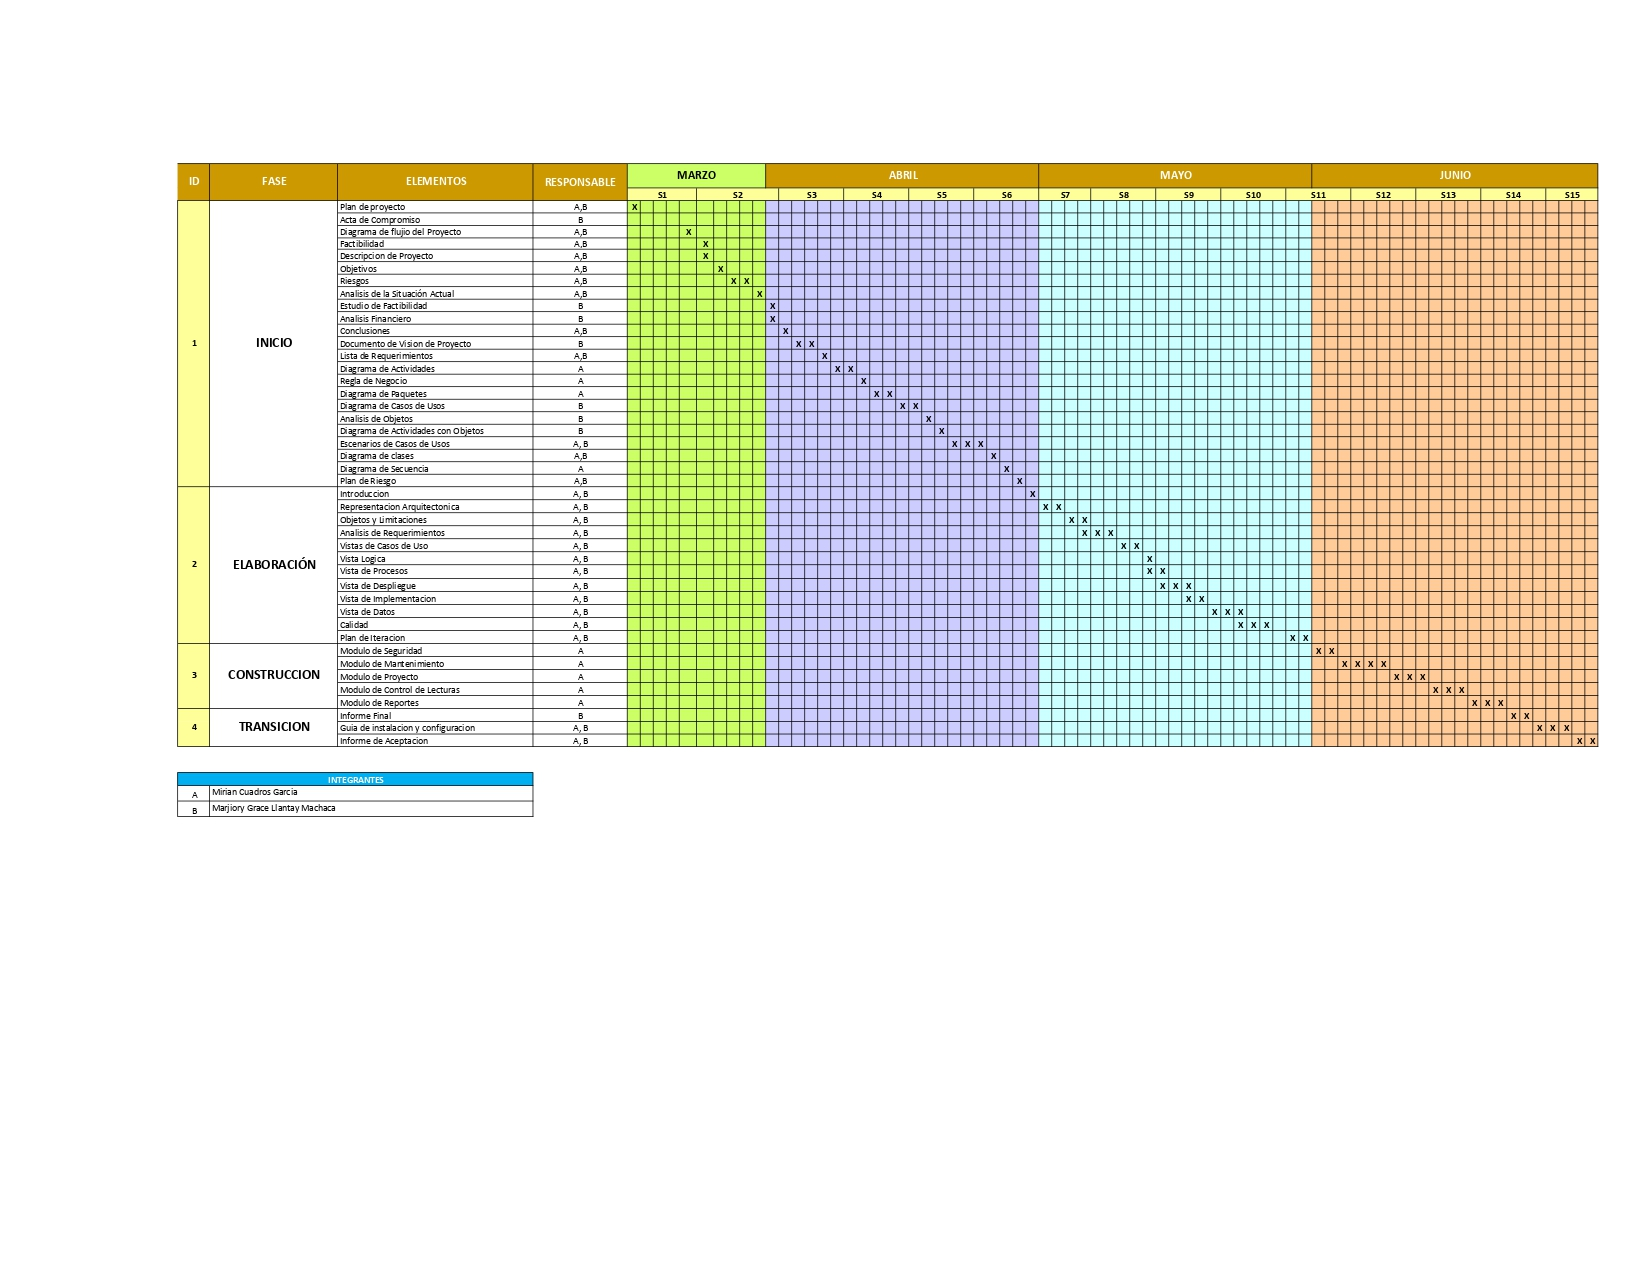 ID FASE ELEMENTOS RESPONSABLE MARZO ABRIL MAYO JUNIO
S1 S2 S3 S4 S5 S6 S7 S8 S9 S10 S11 S12 S13 S14 S15
Plan de proyecto A,B X
Acta de Compromiso B
Diagrama de flujio del Proyecto A,B X
Factibilidad A,B X
Descripcion de Proyecto A,B X
Objetivos A,B X
Riesgos A,B X X
Analisis de la Situación Actual A,B X
Estudio de Factibilidad B X
Analisis Financiero B X
Conclusiones A,B X
1 INICIO Documento de Vision de Proyecto B X X
Lista de Requerimientos A,B X
Diagrama de Actividades A X X
Regla de Negocio A X
Diagrama de Paquetes A X X
Diagrama de Casos de Usos B X X
Analisis de Objetos B X
Diagrama de Actividades con Objetos B X
Escenarios de Casos de Usos A, B X X X
Diagrama de clases A,B X
Diagrama de Secuencia A X
Plan de Riesgo A,B X
Introduccion A, B X
Representacion Arquitectonica A, B X X
Objetos y Limitaciones A, B X X
Analisis de Requerimientos A, B X X X
Vistas de Casos de Uso A, B X X
Vista Logica A, B X
2 ELABORACIÓN Vista de Procesos A, B X X
Vista de Despliegue A, B X X X
Vista de Implementacion A, B X X
Vista de Datos A, B X X X
Calidad A, B X X X
Plan de Iteracion A, B X X
Modulo de Seguridad A X X
Modulo de Mantenimiento A X X X X
3 CONSTRUCCION Modulo de Proyecto A X X X
Modulo de Control de Lecturas A X X X
Modulo de Reportes A X X X
Informe Final B X X
4 TRANSICION Guia de instalacion y configuracion A, B X X X
Informe de Aceptacion A, B X X
INTEGRANTES
A Mirian Cuadros Garcia
B Marjiory Grace Llantay Machaca